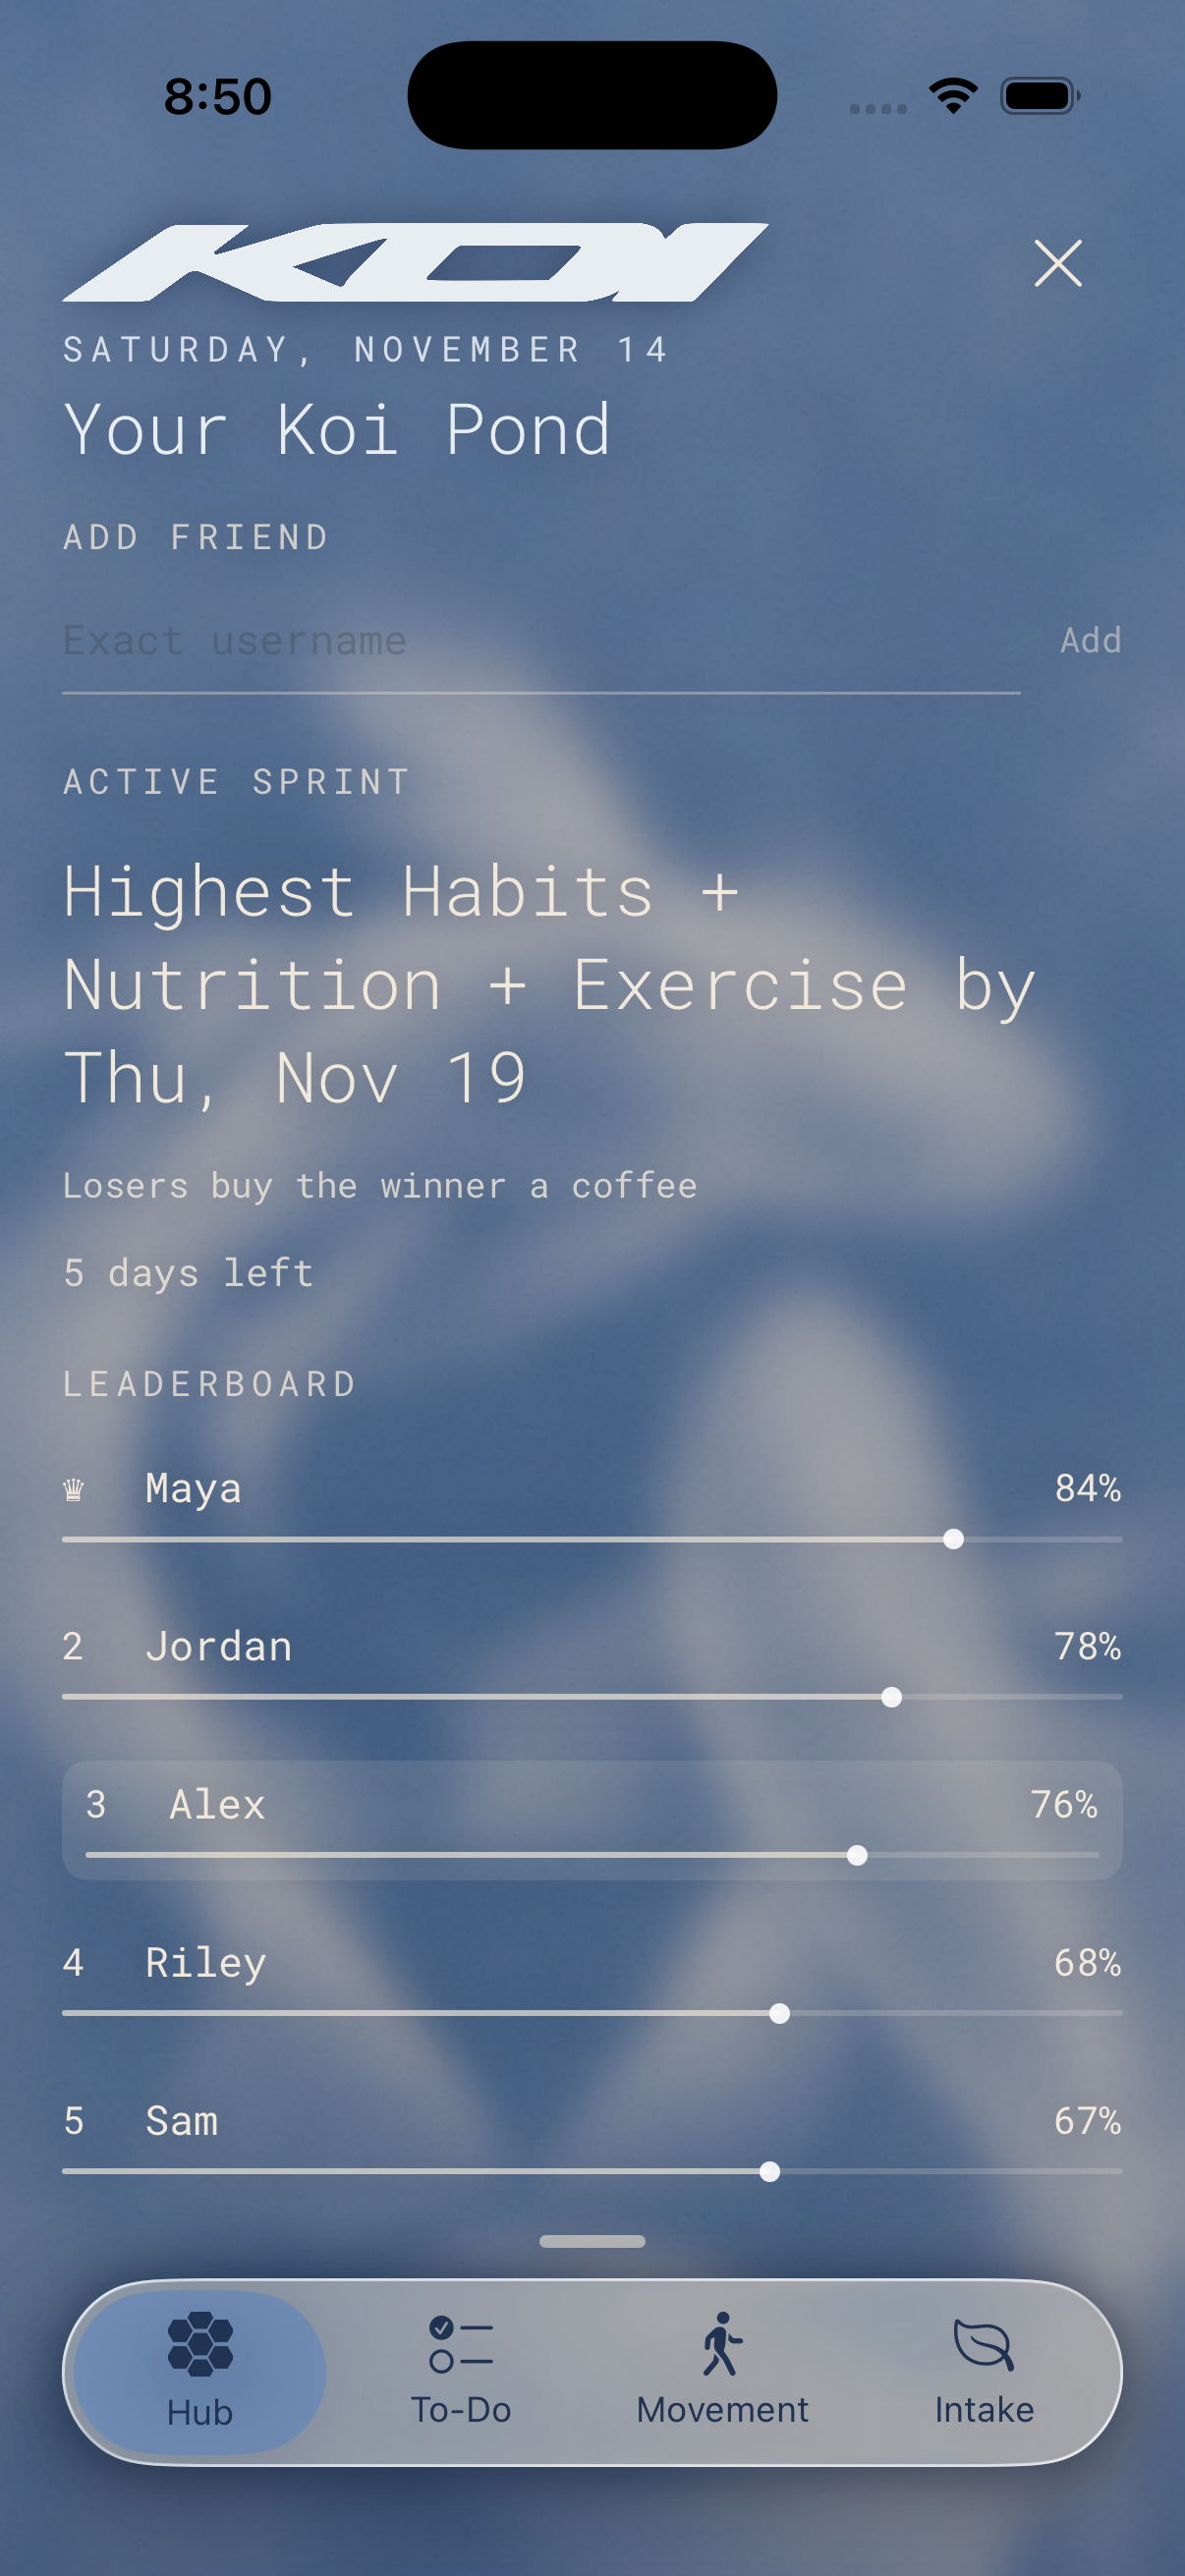 8:50
KOI
SATURDAY, NOVEMBER 14
Your Koi Pond
ADD FRIEND
Exact username
Add
ACTIVE SPRINT
Highest Habits +
Nutrition + Exercise by
Thu, Nov 19
Losers buy the winner a coffee
5 days left
LEADERBOARD
♛ Maya 84%
2 Jordan 78%
3 Alex 76%
4 Riley 68%
5 Sam 67%
Hub To-Do Movement Intake